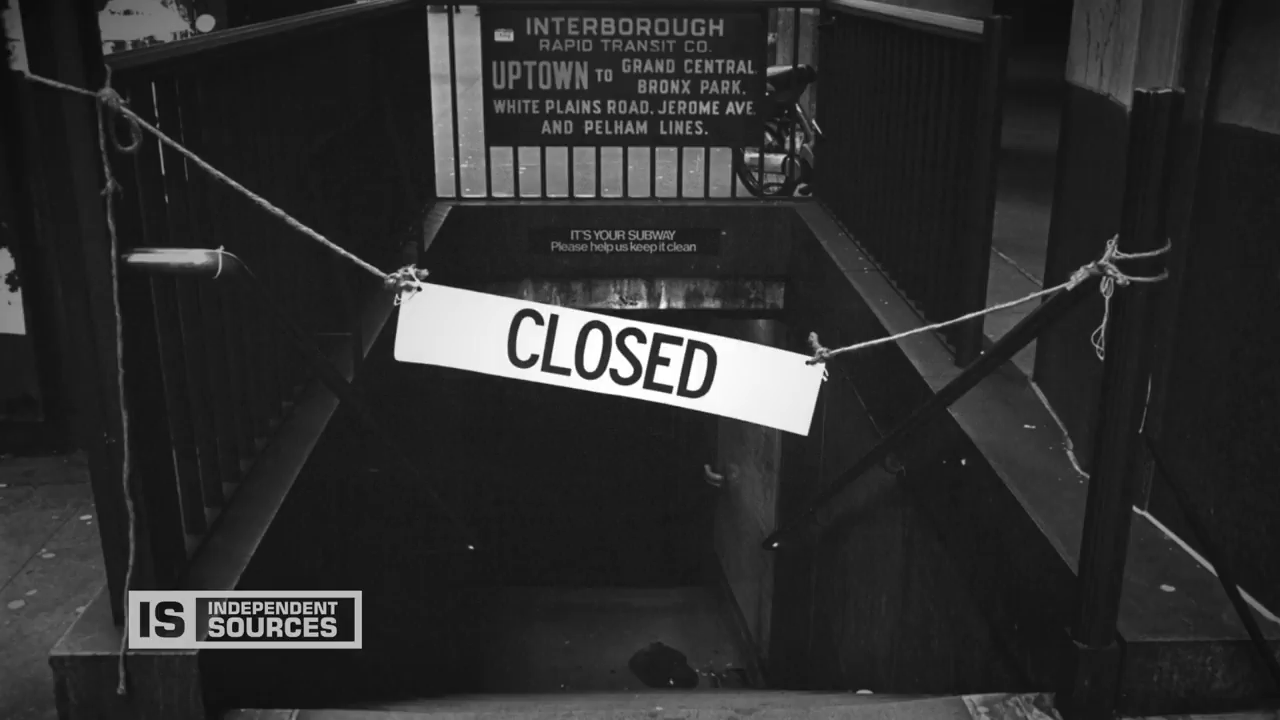 INTERBOROUGH
RAPID TRANSIT CO.
UPTOWN TO GRAND CENTRAL.
BRONX PARK.
WHITE PLAINS ROAD. JEROME AVE.
AND PELHAM LINES.
IT'S YOUR SUBWAY
Please help us keep it clean
CLOSED
IS INDEPENDENT
SOURCES